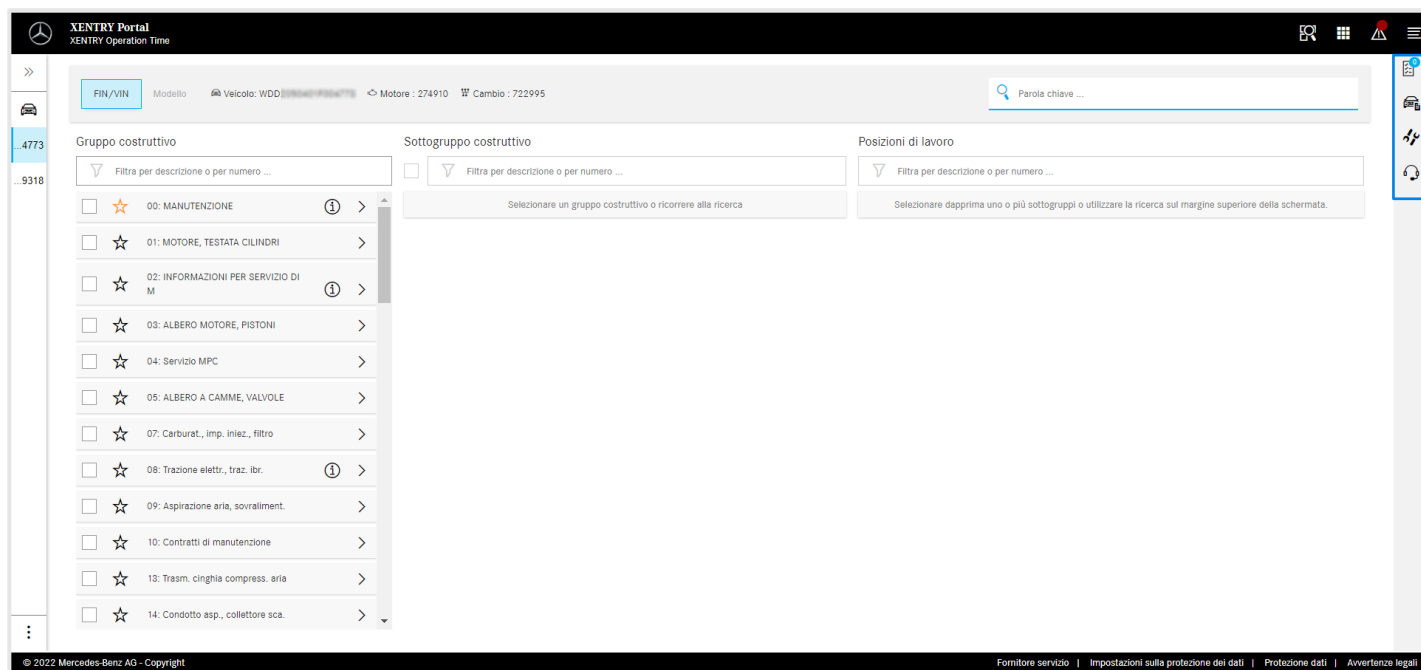 XENTRY Portal
XENTRY Operation Time
0
FIN/VIN
Modello
Veicolo: WDD
Motore : 274910
Cambio : 722995
Parola chiave ...
...4773
...9318
Gruppo costruttivo
Sottogruppo costruttivo
Posizioni di lavoro
Filtra per descrizione o per numero ...
Filtra per descrizione o per numero ...
Filtra per descrizione o per numero ...
Selezionare un gruppo costruttivo o ricorrere alla ricerca
Selezionare dapprima uno o più sottogruppi o utilizzare la ricerca sul margine superiore della schermata.
00: MANUTENZIONE
01: MOTORE, TESTATA CILINDRI
02: INFORMAZIONI PER SERVIZIO DI
M
03: ALBERO MOTORE, PISTONI
04: Servizio MPC
05: ALBERO A CAMME, VALVOLE
07: Carburat., imp. iniez., filtro
08: Trazione elettr., traz. ibr.
09: Aspirazione aria, sovraliment.
10: Contratti di manutenzione
13: Trasm. cinghia compress. aria
14: Condotto asp., collettore sca.
© 2022 Mercedes-Benz AG - Copyright
Fornitore servizio | Impostazioni sulla protezione dei dati | Protezione dati | Avvertenze legali